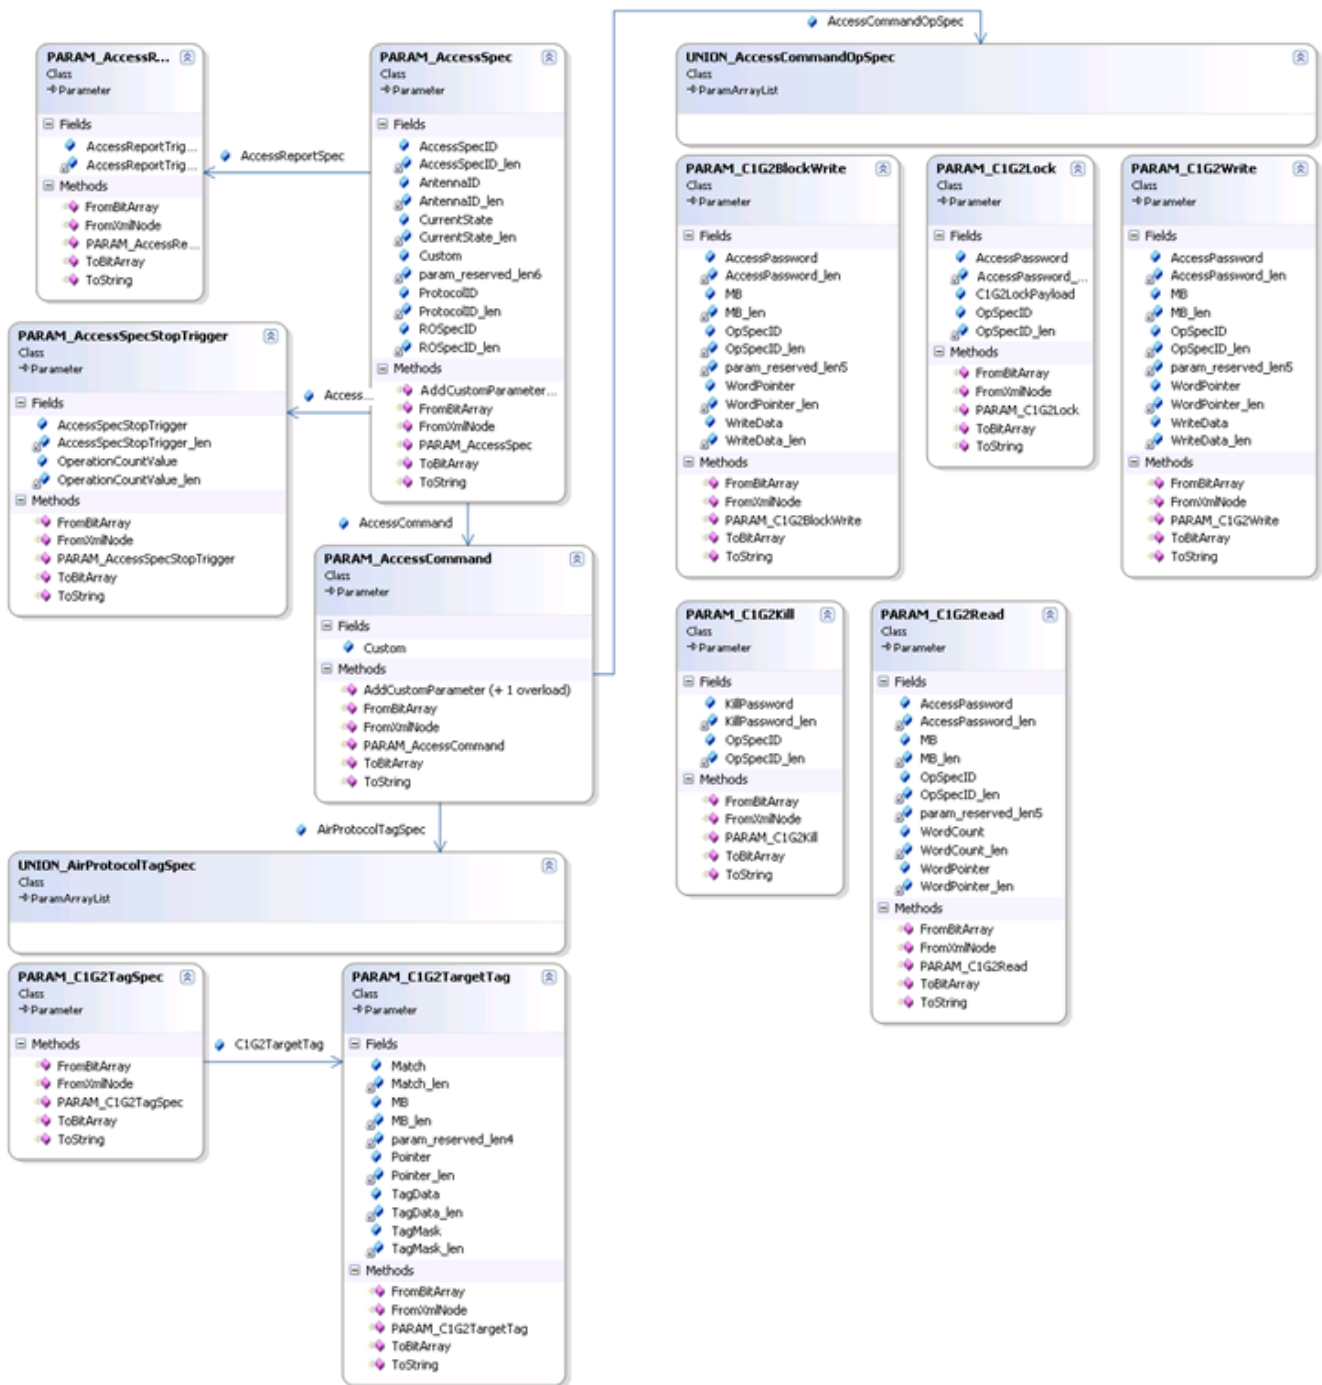 AccessCommandOpSpec
PARAM_AccessR...
Class
Parameter
Fields
AccessReportTrig...
AccessReportTrig...
Methods
FromBitArray
FromXmlNode
PARAM_AccessRe...
ToBitArray
ToString
AccessReportSpec
PARAM_AccessSpec
Class
Parameter
Fields
AccessSpecID
AccessSpecID_len
AntennaID
AntennaID_len
CurrentState
CurrentState_len
Custom
param_reserved_len6
ProtocolID
ProtocolID_len
ROSpecID
ROSpecID_len
Methods
AddCustomParameter...
FromBitArray
FromXmlNode
PARAM_AccessSpec
ToBitArray
ToString
UNION_AccessCommandOpSpec
Class
ParamArrayList
PARAM_AccessSpecStopTrigger
Class
Parameter
Fields
AccessSpecStopTrigger
AccessSpecStopTrigger_len
OperationCountValue
OperationCountValue_len
Methods
FromBitArray
FromXmlNode
PARAM_AccessSpecStopTrigger
ToBitArray
ToString
Access...
AccessCommand
PARAM_C1G2BlockWrite
Class
Parameter
Fields
AccessPassword
AccessPassword_len
MB
MB_len
OpSpecID
OpSpecID_len
param_reserved_len5
WordPointer
WordPointer_len
WriteData
WriteData_len
Methods
FromBitArray
FromXmlNode
PARAM_C1G2BlockWrite
ToBitArray
ToString
PARAM_C1G2Lock
Class
Parameter
Fields
AccessPassword
AccessPassword_...
C1G2LockPayload
OpSpecID
OpSpecID_len
Methods
FromBitArray
FromXmlNode
PARAM_C1G2Lock
ToBitArray
ToString
PARAM_C1G2Write
Class
Parameter
Fields
AccessPassword
AccessPassword_len
MB
MB_len
OpSpecID
OpSpecID_len
param_reserved_len5
WordPointer
WordPointer_len
WriteData
WriteData_len
Methods
FromBitArray
FromXmlNode
PARAM_C1G2Write
ToBitArray
ToString
PARAM_AccessCommand
Class
Parameter
Fields
Custom
Methods
AddCustomParameter (+ 1 overload)
FromBitArray
FromXmlNode
PARAM_AccessCommand
ToBitArray
ToString
AirProtocolTagSpec
PARAM_C1G2Kill
Class
Parameter
Fields
KillPassword
KillPassword_len
OpSpecID
OpSpecID_len
Methods
FromBitArray
FromXmlNode
PARAM_C1G2Kill
ToBitArray
ToString
PARAM_C1G2Read
Class
Parameter
Fields
AccessPassword
AccessPassword_len
MB
MB_len
OpSpecID
OpSpecID_len
param_reserved_len5
WordCount
WordCount_len
WordPointer
WordPointer_len
Methods
FromBitArray
FromXmlNode
PARAM_C1G2Read
ToBitArray
ToString
UNION_AirProtocolTagSpec
Class
ParamArrayList
PARAM_C1G2TagSpec
Class
Parameter
Methods
FromBitArray
FromXmlNode
PARAM_C1G2TagSpec
ToBitArray
ToString
C1G2TargetTag
PARAM_C1G2TargetTag
Class
Parameter
Fields
Match
Match_len
MB
MB_len
param_reserved_len4
Pointer
Pointer_len
TagData
TagData_len
TagMask
TagMask_len
Methods
FromBitArray
FromXmlNode
PARAM_C1G2TargetTag
ToBitArray
ToString